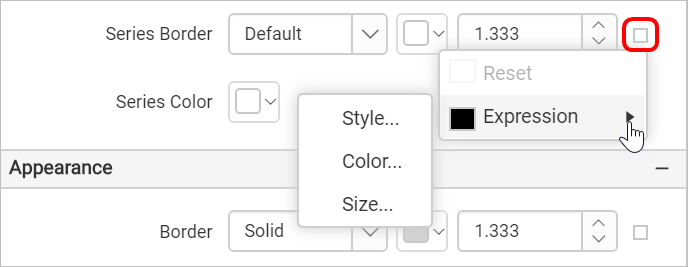 Series Border Default 1.333
Reset
Series Color
Expression
Style...
Color...
Size...
Appearance
Border Solid 1.333